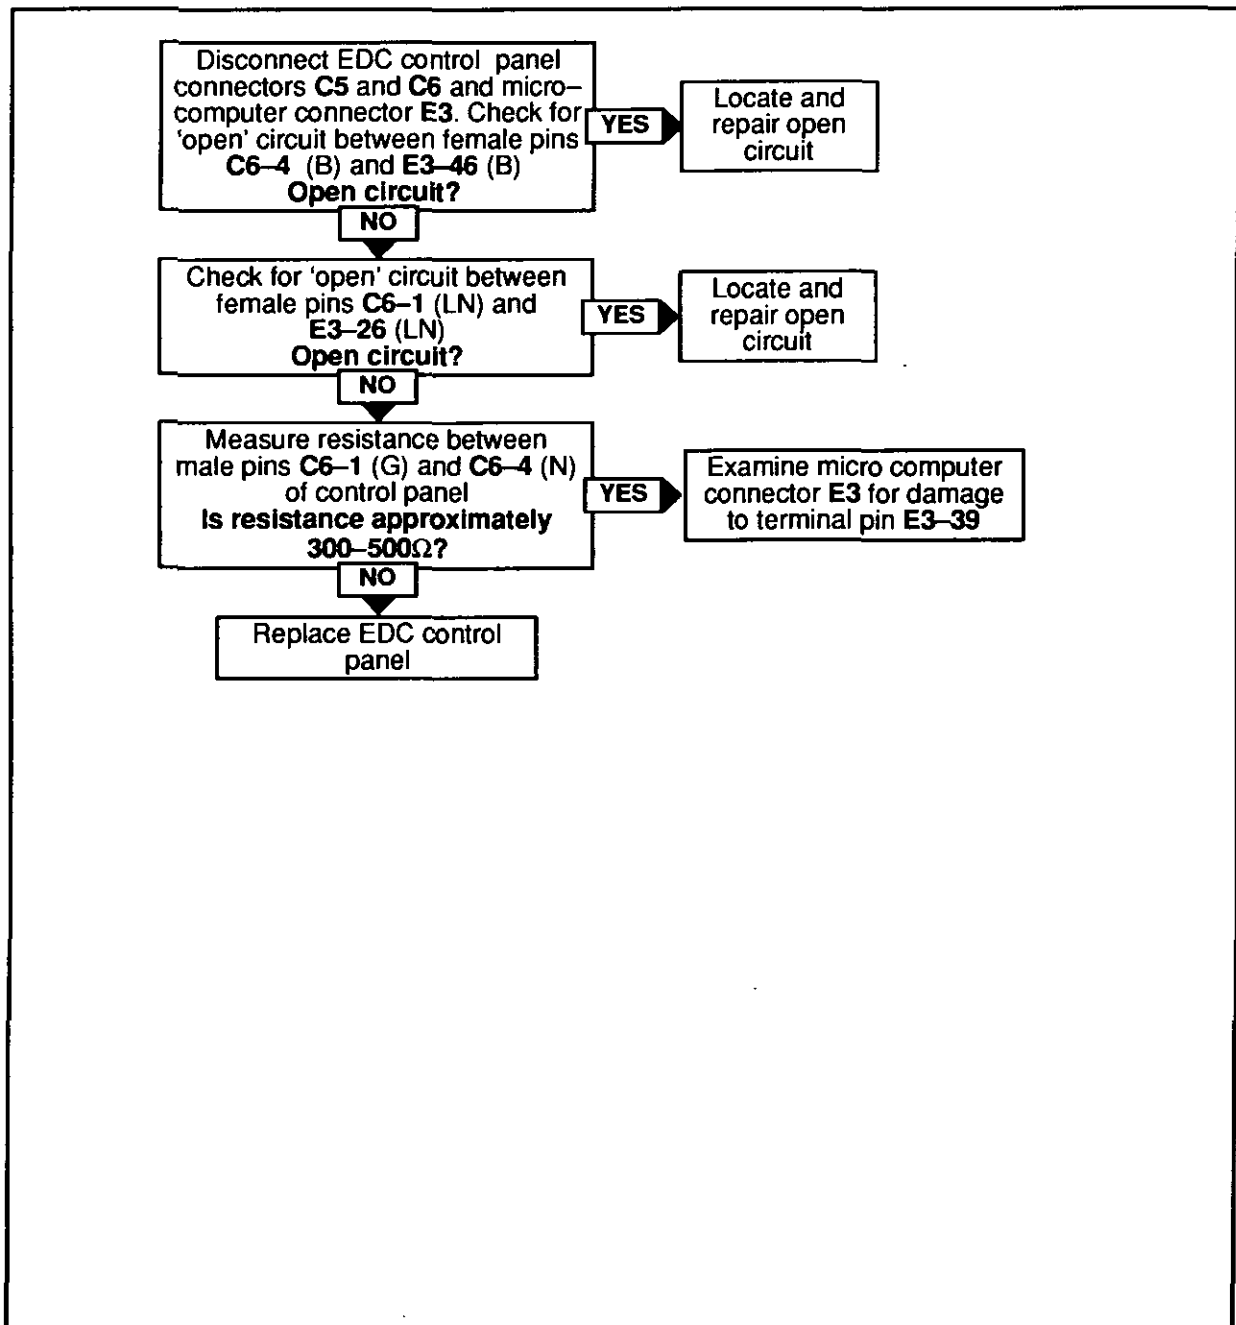 Disconnect EDC control panel
connectors C5 and C6 and micro–
computer connector E3. Check for
'open' circuit between female pins
C6–4 (B) and E3–46 (B)
Open circuit?
YES
Locate and
repair open
circuit
NO
Check for 'open' circuit between
female pins C6–1 (LN) and
E3–26 (LN)
Open circuit?
YES
Locate and
repair open
circuit
NO
Measure resistance between
male pins C6–1 (G) and C6–4 (N)
of control panel
Is resistance approximately
300–500Ω?
YES
Examine micro computer
connector E3 for damage
to terminal pin E3–39
NO
Replace EDC control
panel